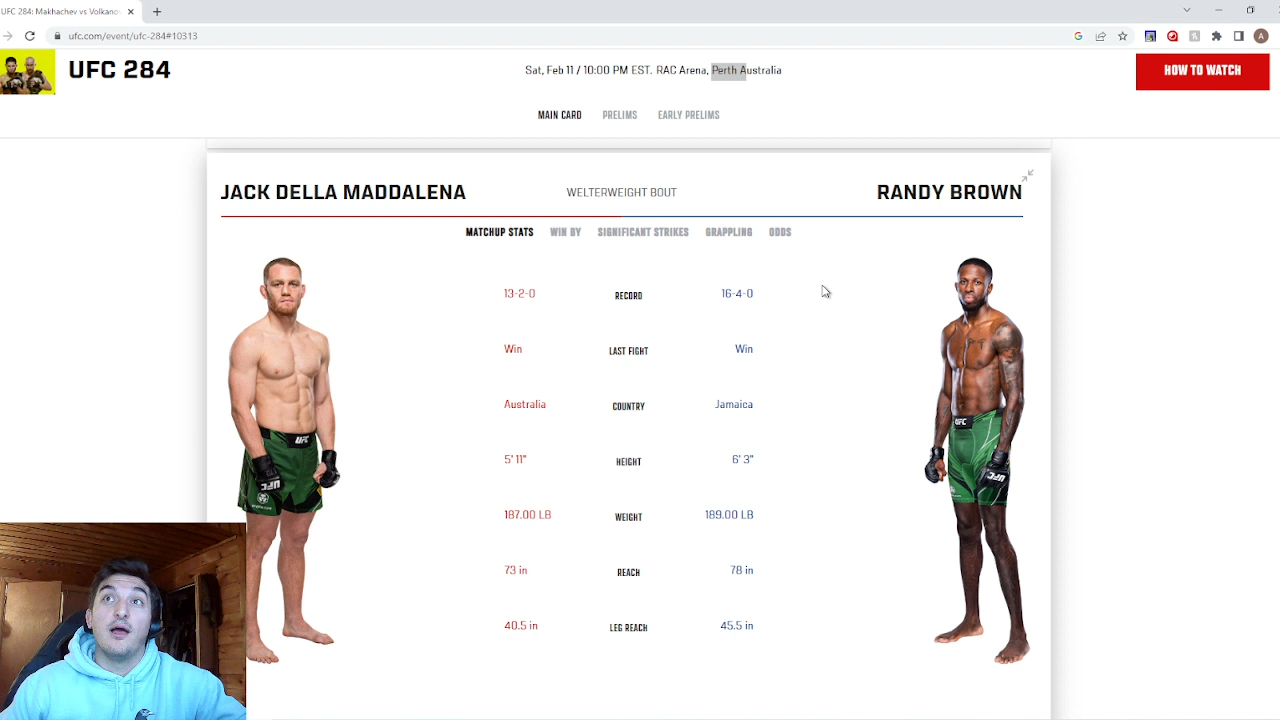 UFC 284: Makhachev vs Volkanov
ufc.com/event/ufc-284#10313
A
UFC 284
Sat, Feb 11 / 10:00 PM EST. RAC Arena, Perth Australia
HOW TO WATCH
MAIN CARD PRELIMS EARLY PRELIMS
JACK DELLA MADDALENA WELTERWEIGHT BOUT RANDY BROWN
MATCHUP STATS WIN BY SIGNIFICANT STRIKES GRAPPLING ODDS
13-2-0 RECORD 16-4-0
Win LAST FIGHT Win
Australia COUNTRY Jamaica
5' 11" HEIGHT 6' 3"
187.00 LB WEIGHT 189.00 LB
73 in REACH 78 in
40.5 in LEG REACH 45.5 in
UFC
UFC
UFC
UFC